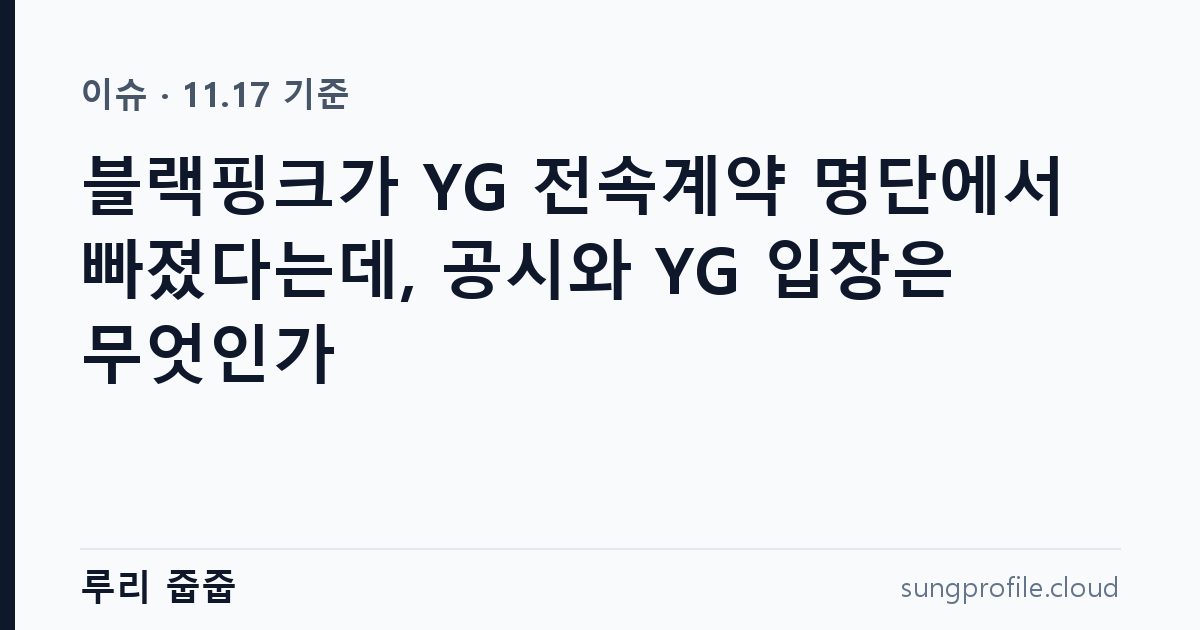 이슈 · 11.17 기준
블랙핑크가 YG 전속계약 명단에서
빠졌다는데, 공시와 YG 입장은
무엇인가
루리 줍줍
sungprofile.cloud